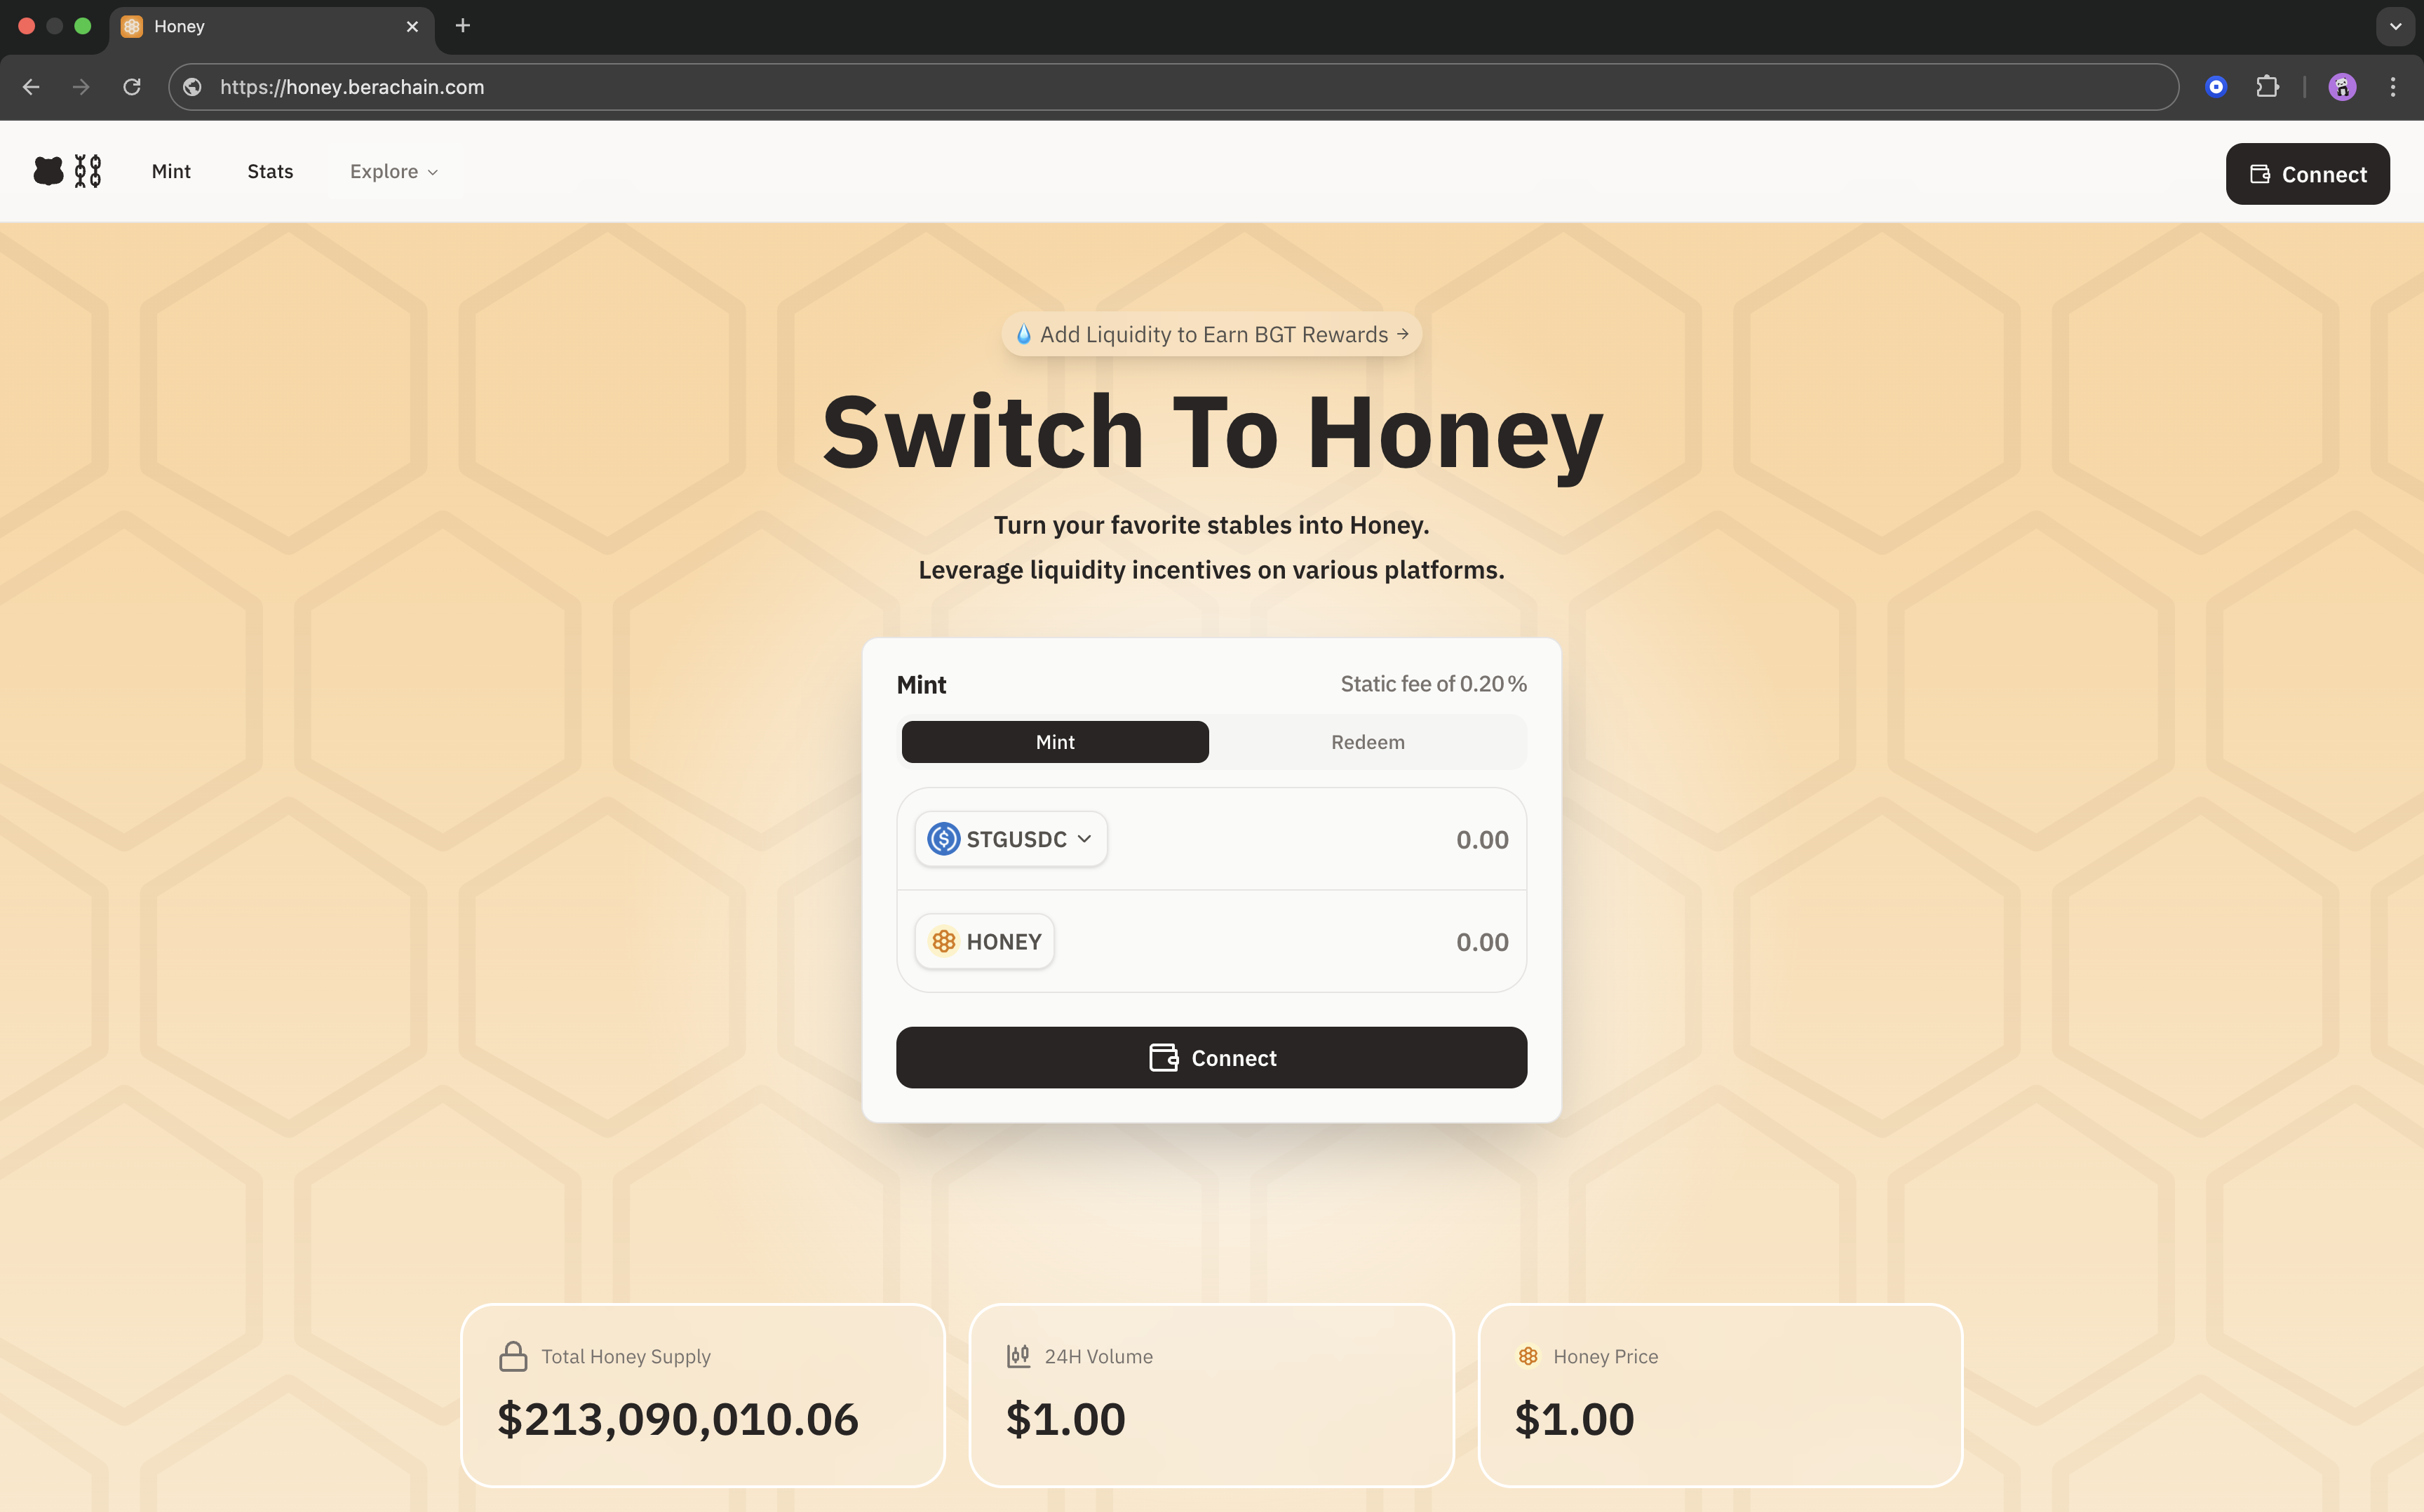 Honey
https://honey.berachain.com
Mint
Stats
Explore
Connect
💧 Add Liquidity to Earn BGT Rewards →
Switch To Honey
Turn your favorite stables into Honey.
Leverage liquidity incentives on various platforms.
Mint
Static fee of 0.20%
Mint
Redeem
STGUSDC
0.00
HONEY
0.00
Connect
Total Honey Supply
$213,090,010.06
24H Volume
$1.00
Honey Price
$1.00